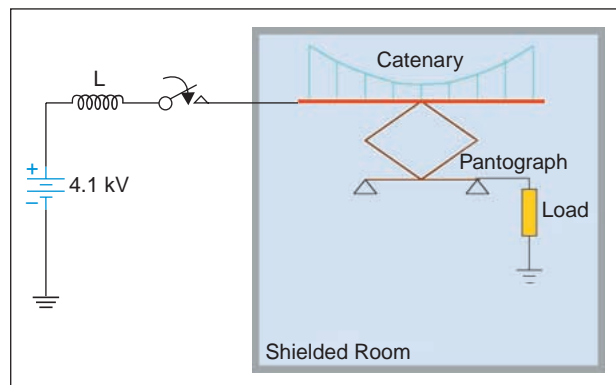 Catenary
L
Pantograph
+
4.1 kV
–
Load
Shielded Room